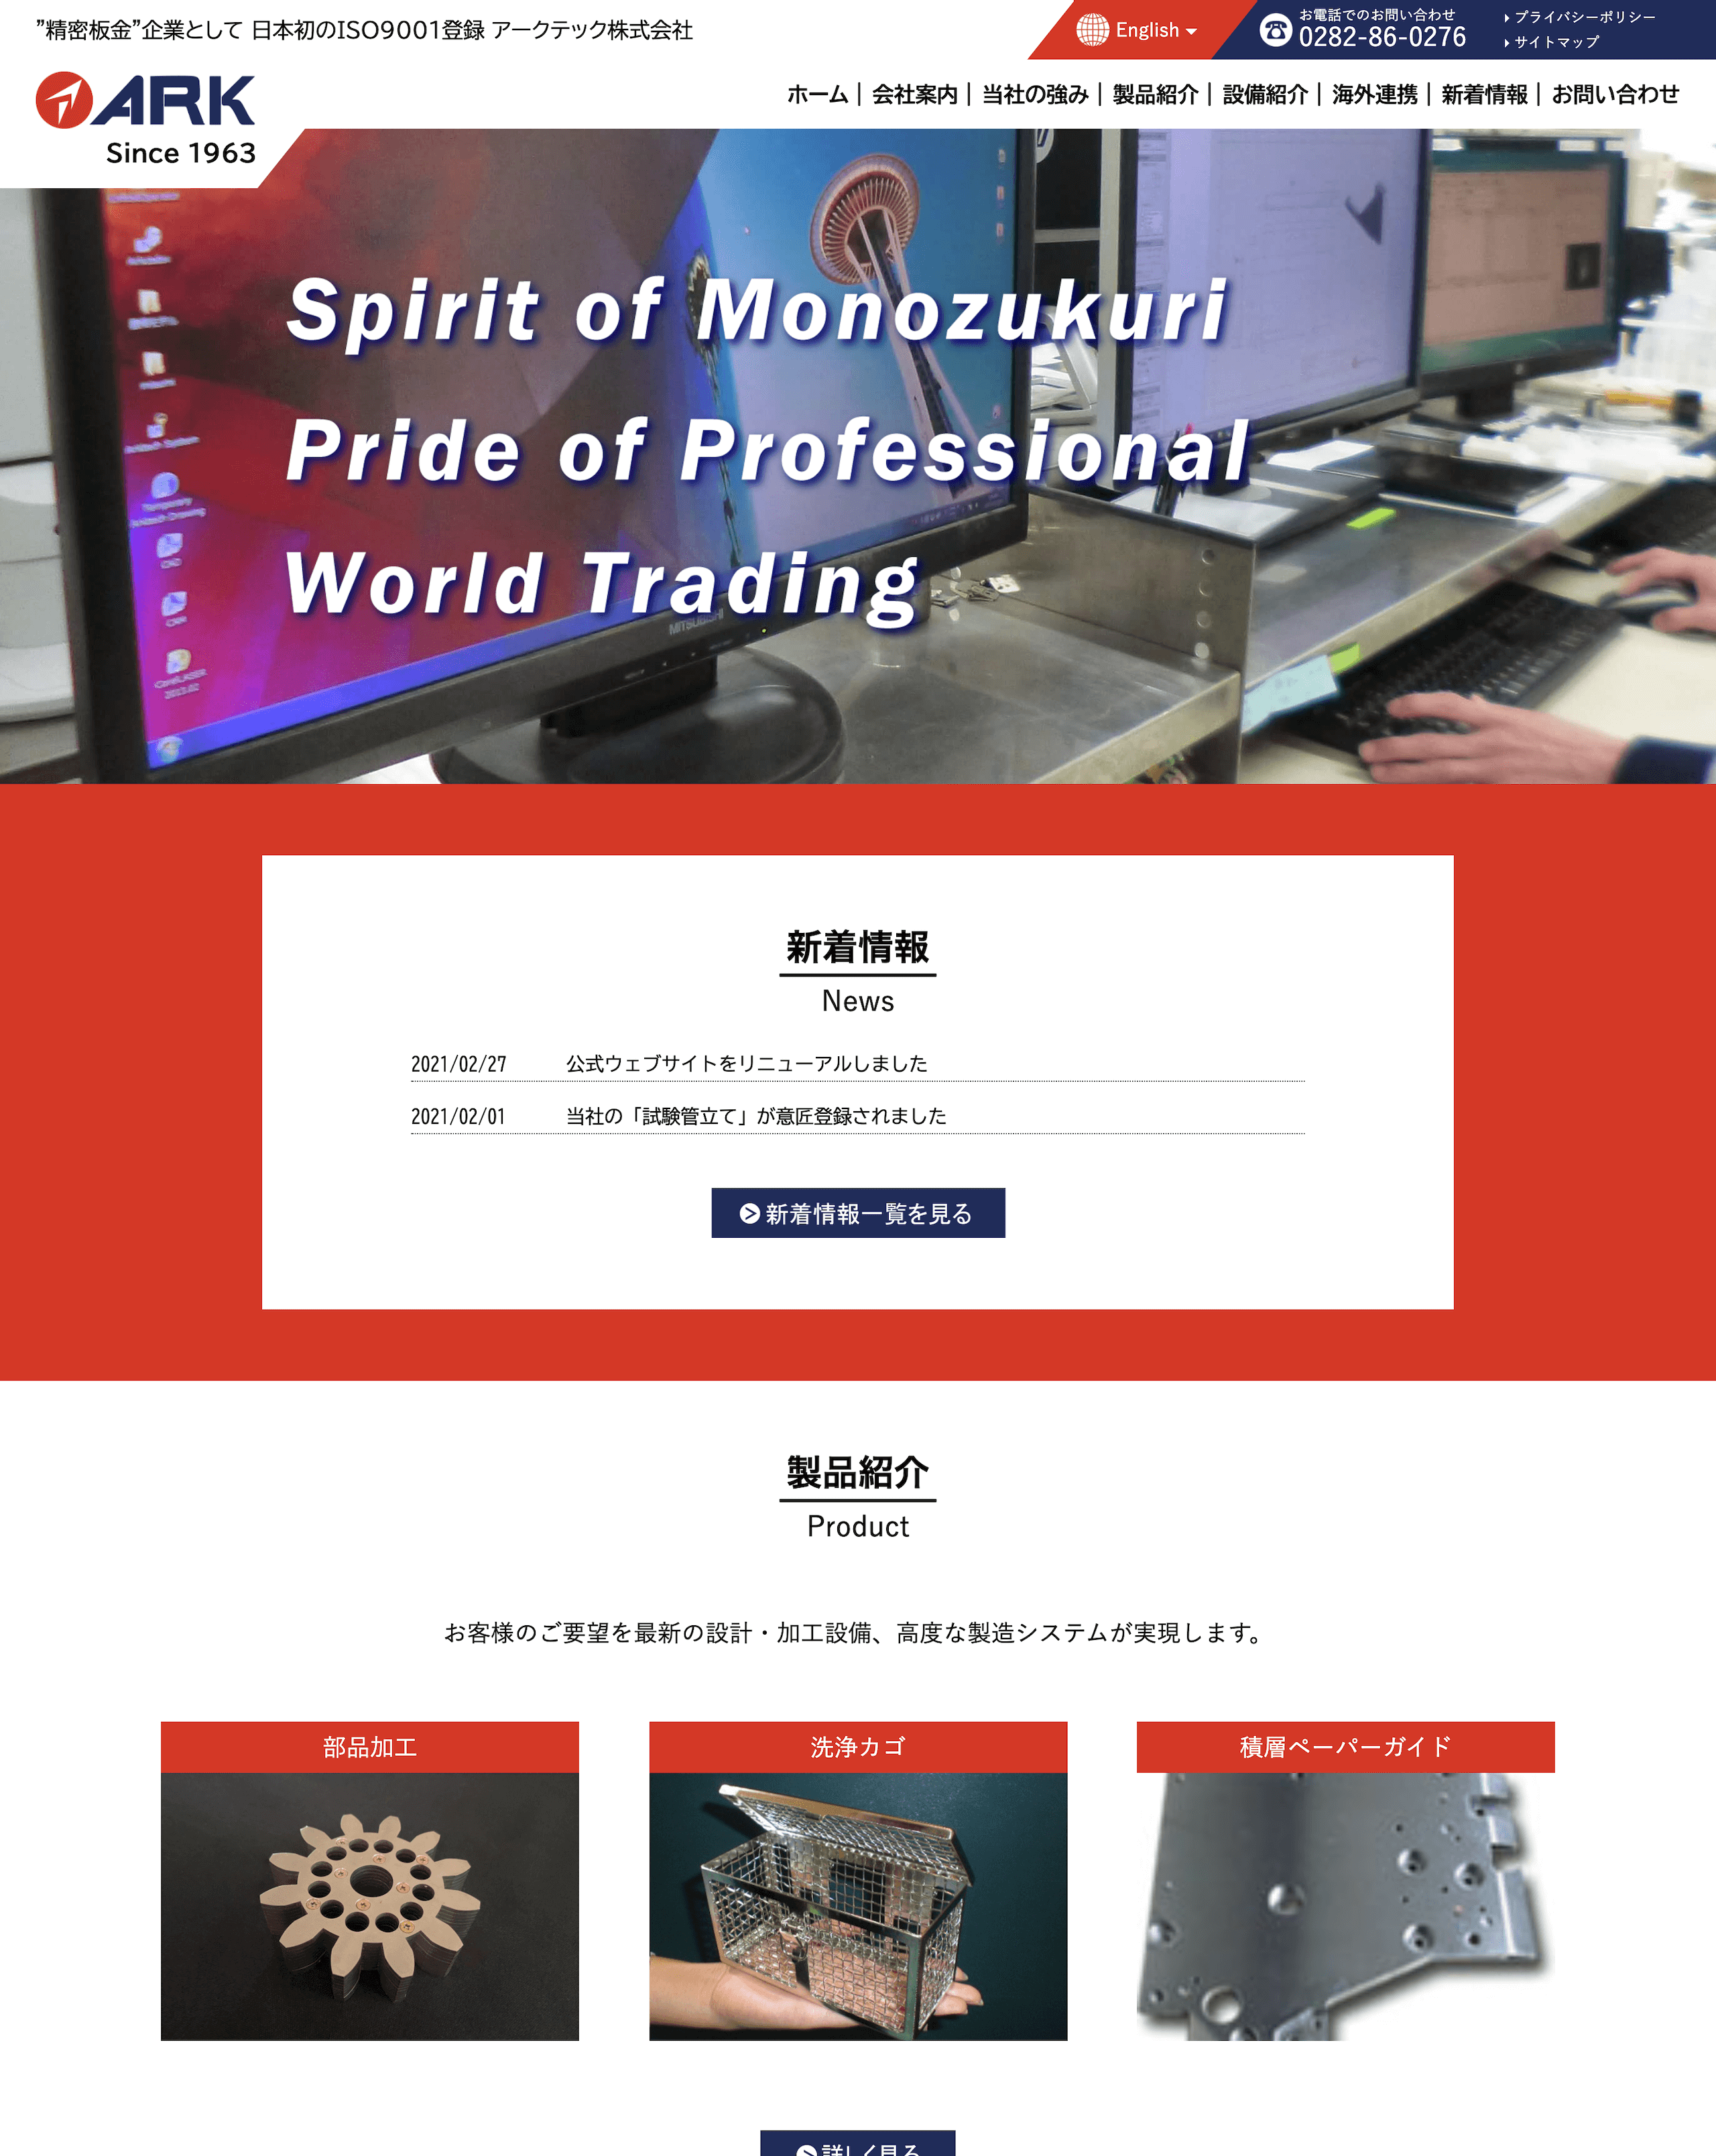 ”精密板金”企業として 日本初のISO9001登録 アークテック株式会社
English
お電話でのお問い合わせ
0282-86-0276
プライバシーポリシー
サイトマップ
ARK
Since 1963
ホーム
会社案内
当社の強み
製品紹介
設備紹介
海外連携
新着情報
お問い合わせ
Spirit of Monozukuri
Pride of Professional
World Trading
MITSUBISHI
新着情報
News
2021/02/27 公式ウェブサイトをリニューアルしました
2021/02/01 当社の「試験管立て」が意匠登録されました
新着情報一覧を見る
製品紹介
Product
お客様のご要望を最新の設計・加工設備、高度な製造システムが実現します。
部品加工
洗浄カゴ
積層ペーパーガイド
詳しく見る